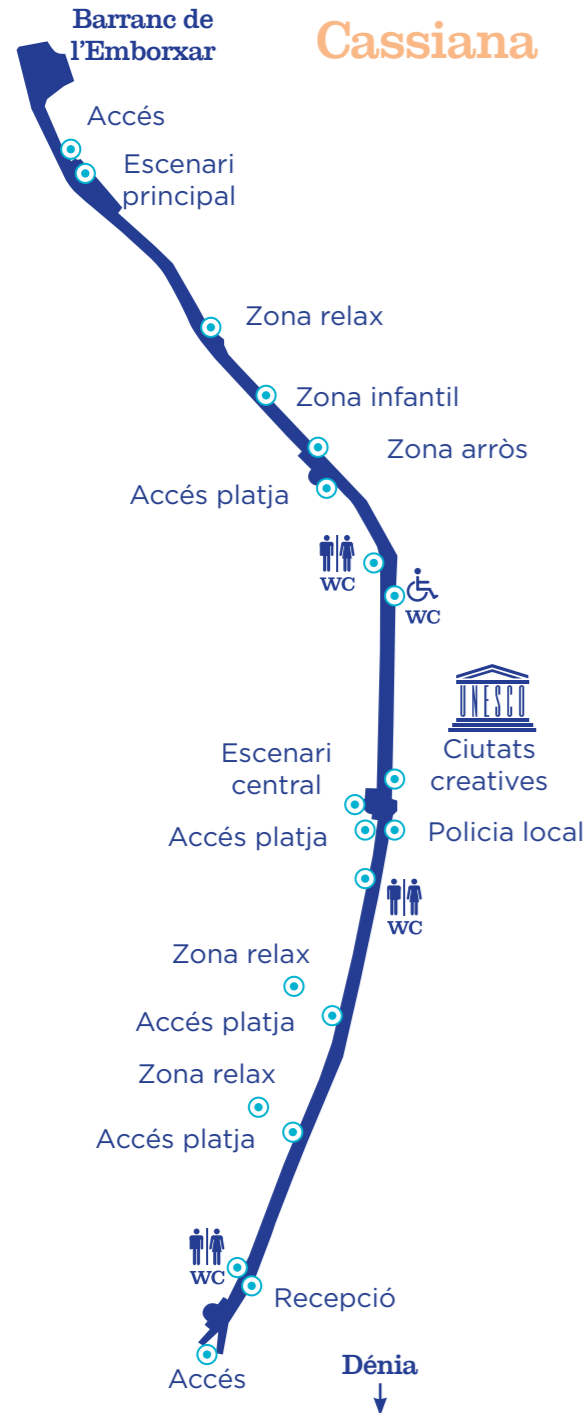 Barranc de
l'Emborxar
Cassiana
Accés
Escenari
principal
Zona relax
Zona infantil
Zona arròs
Accés platja
WC
WC
UNESCO
Ciutats
creatives
Escenari
central
Accés platja
Policia local
WC
Zona relax
Accés platja
Zona relax
Accés platja
WC
Recepció
Accés
Dénia